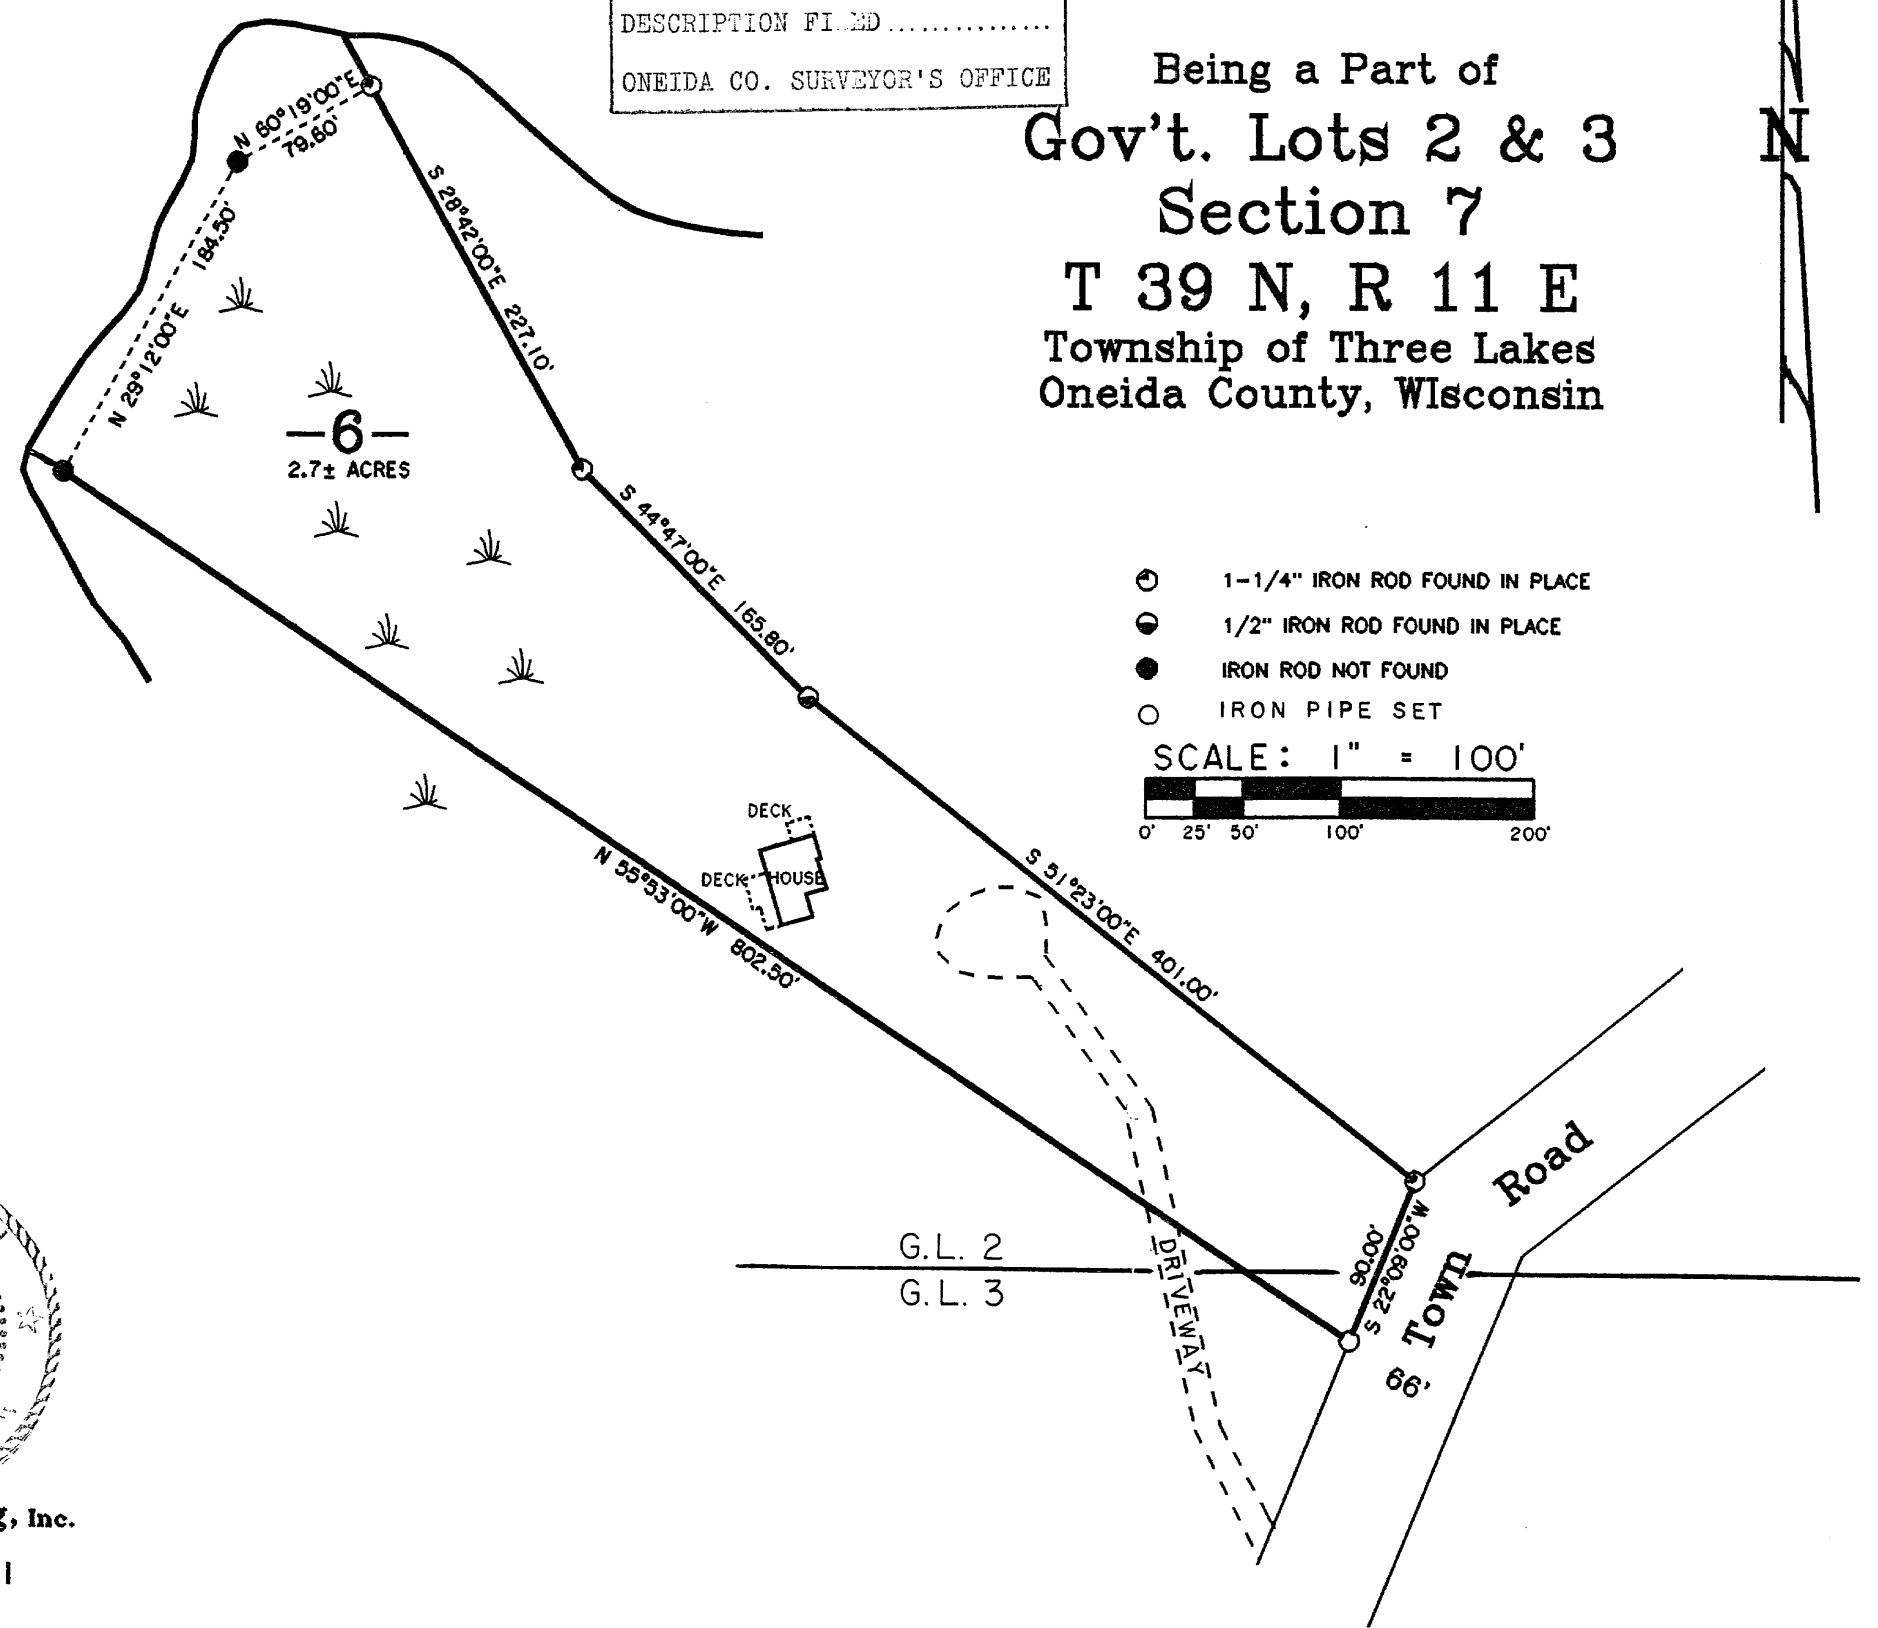 DESCRIPTION FILED...............
ONEIDA CO. SURVEYOR'S OFFICE
Being a Part of
Gov't. Lots 2 & 3
Section 7
T 39 N, R 11 E
Township of Three Lakes
Oneida County, WIsconsin
N
N 60°19'00"E
79.60'
S 28°42'00"E 227.10'
N 29°12'00"E 184.50'
—6—
2.7± ACRES
S 44°47'00"E 165.80'
1-1/4" IRON ROD FOUND IN PLACE
1/2" IRON ROD FOUND IN PLACE
IRON ROD NOT FOUND
IRON PIPE SET
SCALE: 1" = 100'
0' 25' 50' 100' 200'
DECK
DECK
HOUSE
N 55°53'00"W 802.50'
S 51°23'00"E 401.00'
90.00'
S 22°09'00"W
Town Road
66'
G.L. 2
G.L. 3
DRIVEWAY
, Inc.